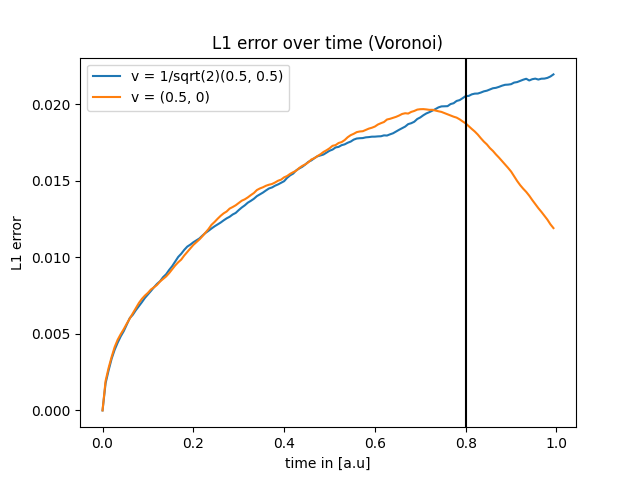 L1 error over time (Voronoi)
v = 1/sqrt(2)(0.5, 0.5)
v = (0.5, 0)
L1 error
0.020
0.015
0.010
0.005
0.000
0.0 0.2 0.4 0.6 0.8 1.0
time in [a.u]